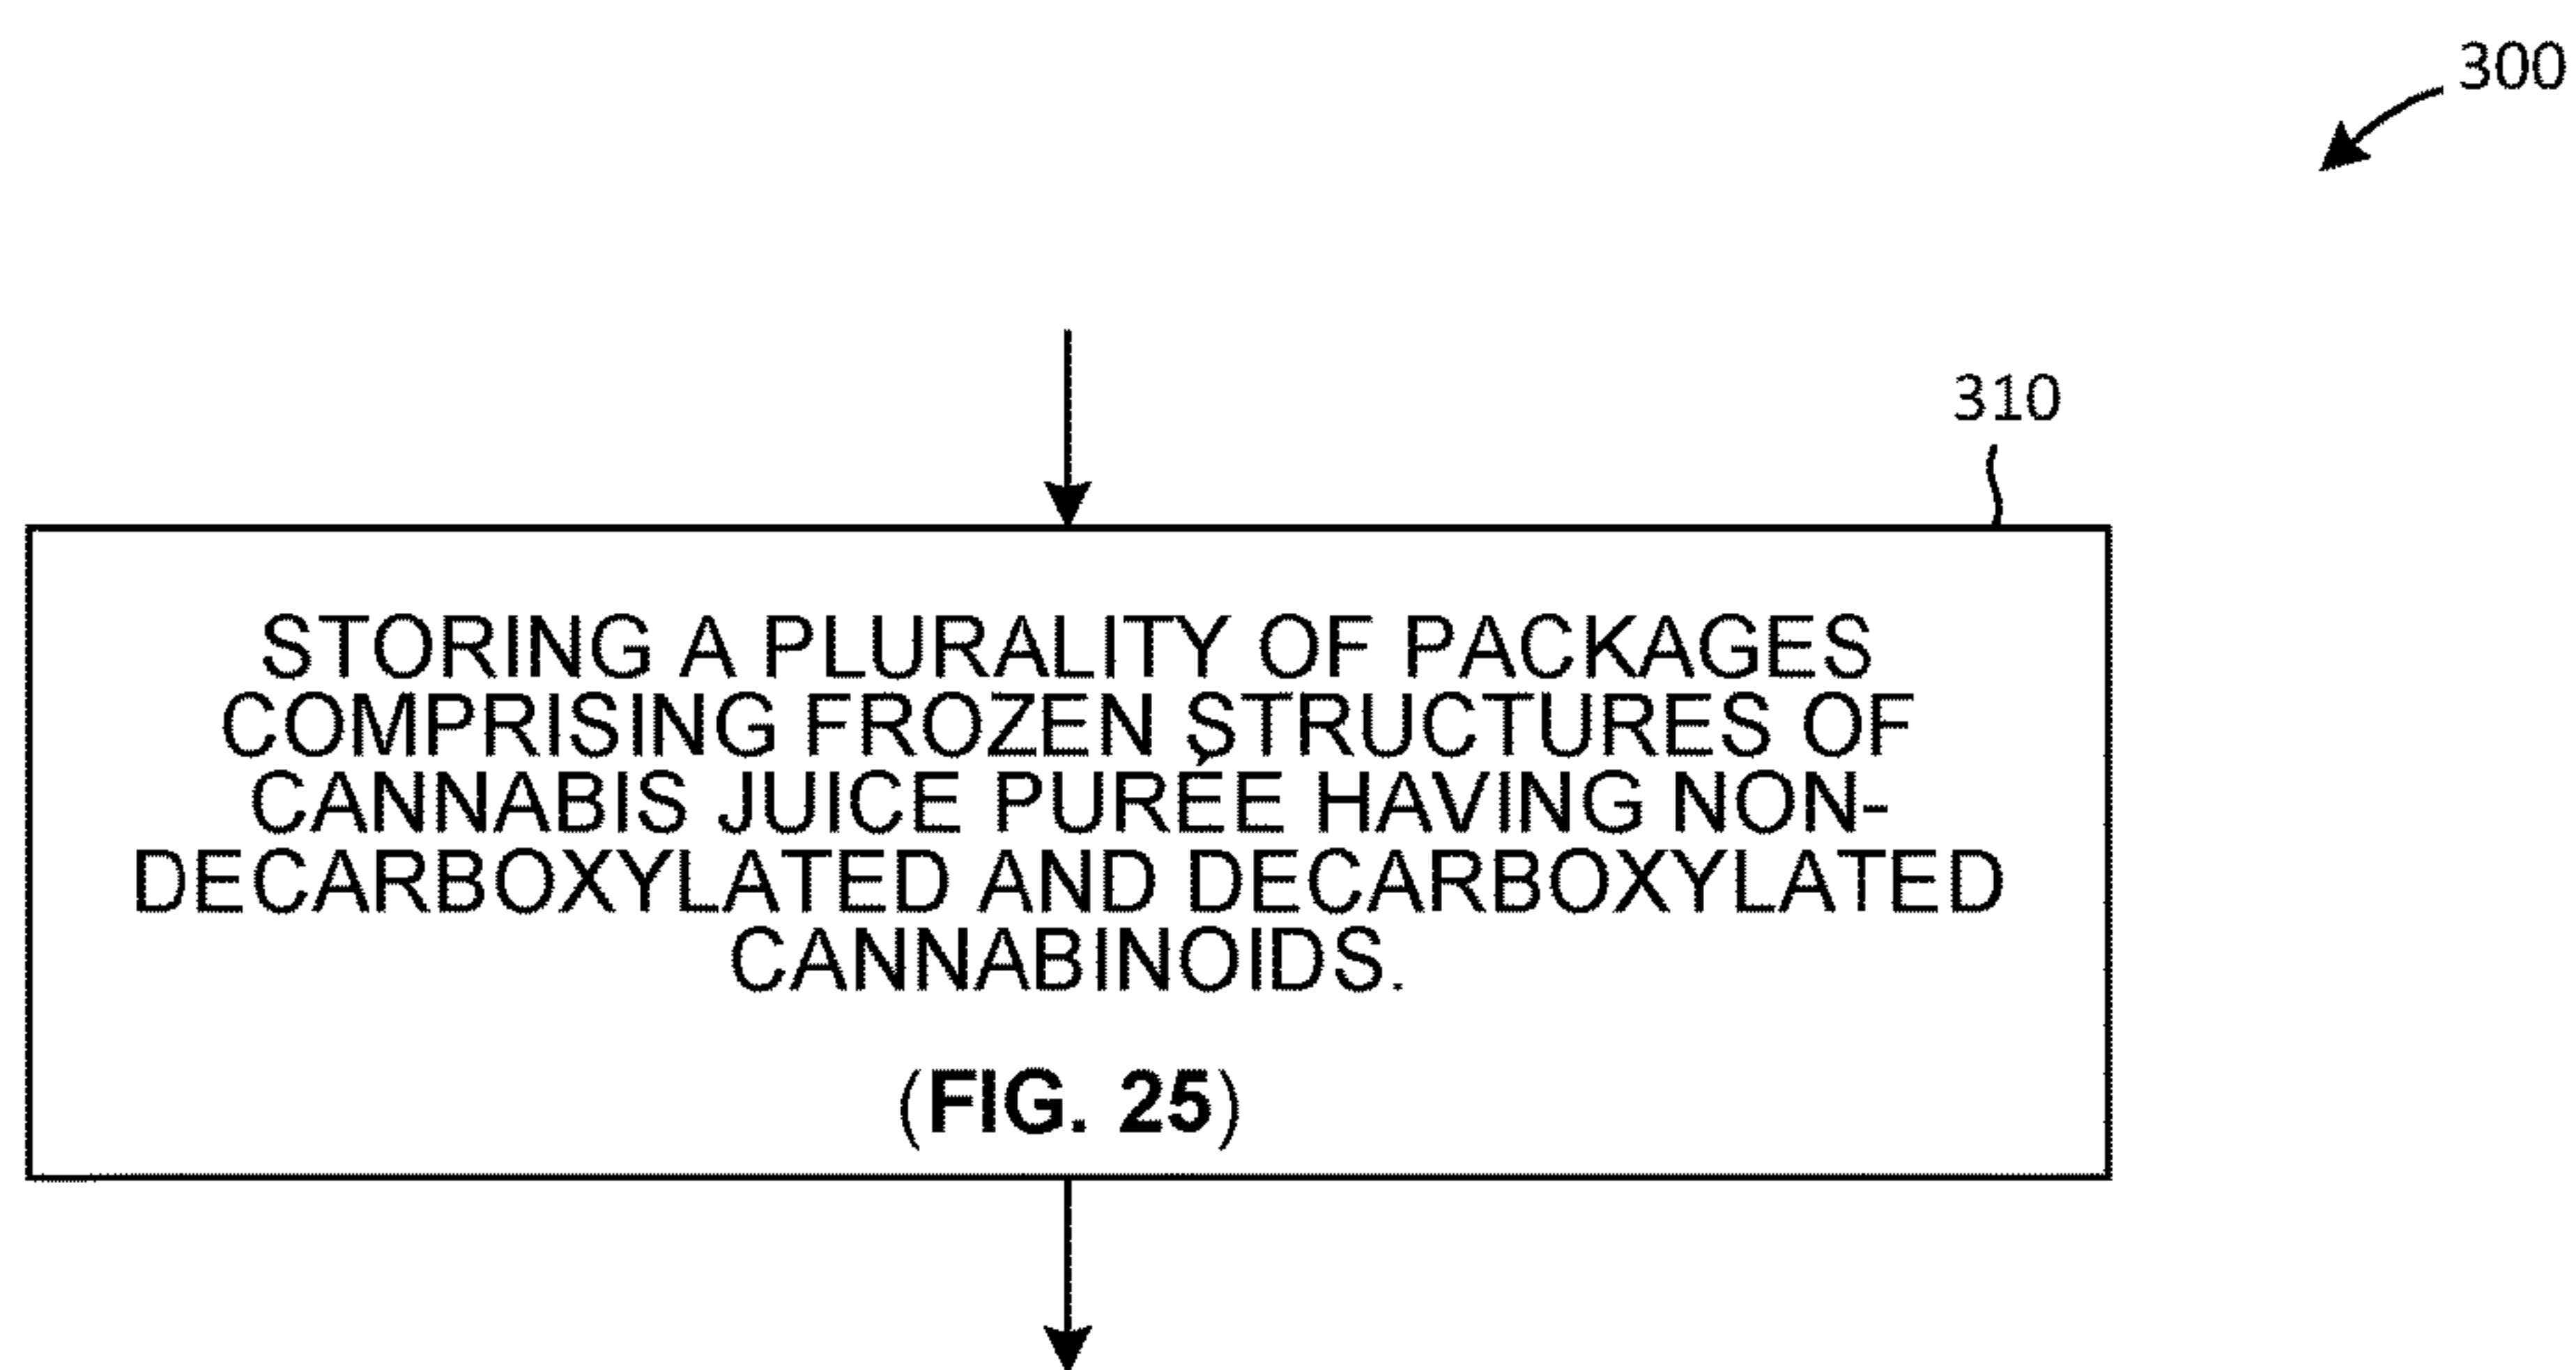 300
310
STORING A PLURALITY OF PACKAGES
COMPRISING FROZEN STRUCTURES OF
CANNABIS JUICE PURÉE HAVING NON-
DECARBOXYLATED AND DECARBOXYLATED
CANNABINOIDS.
(FIG. 25)